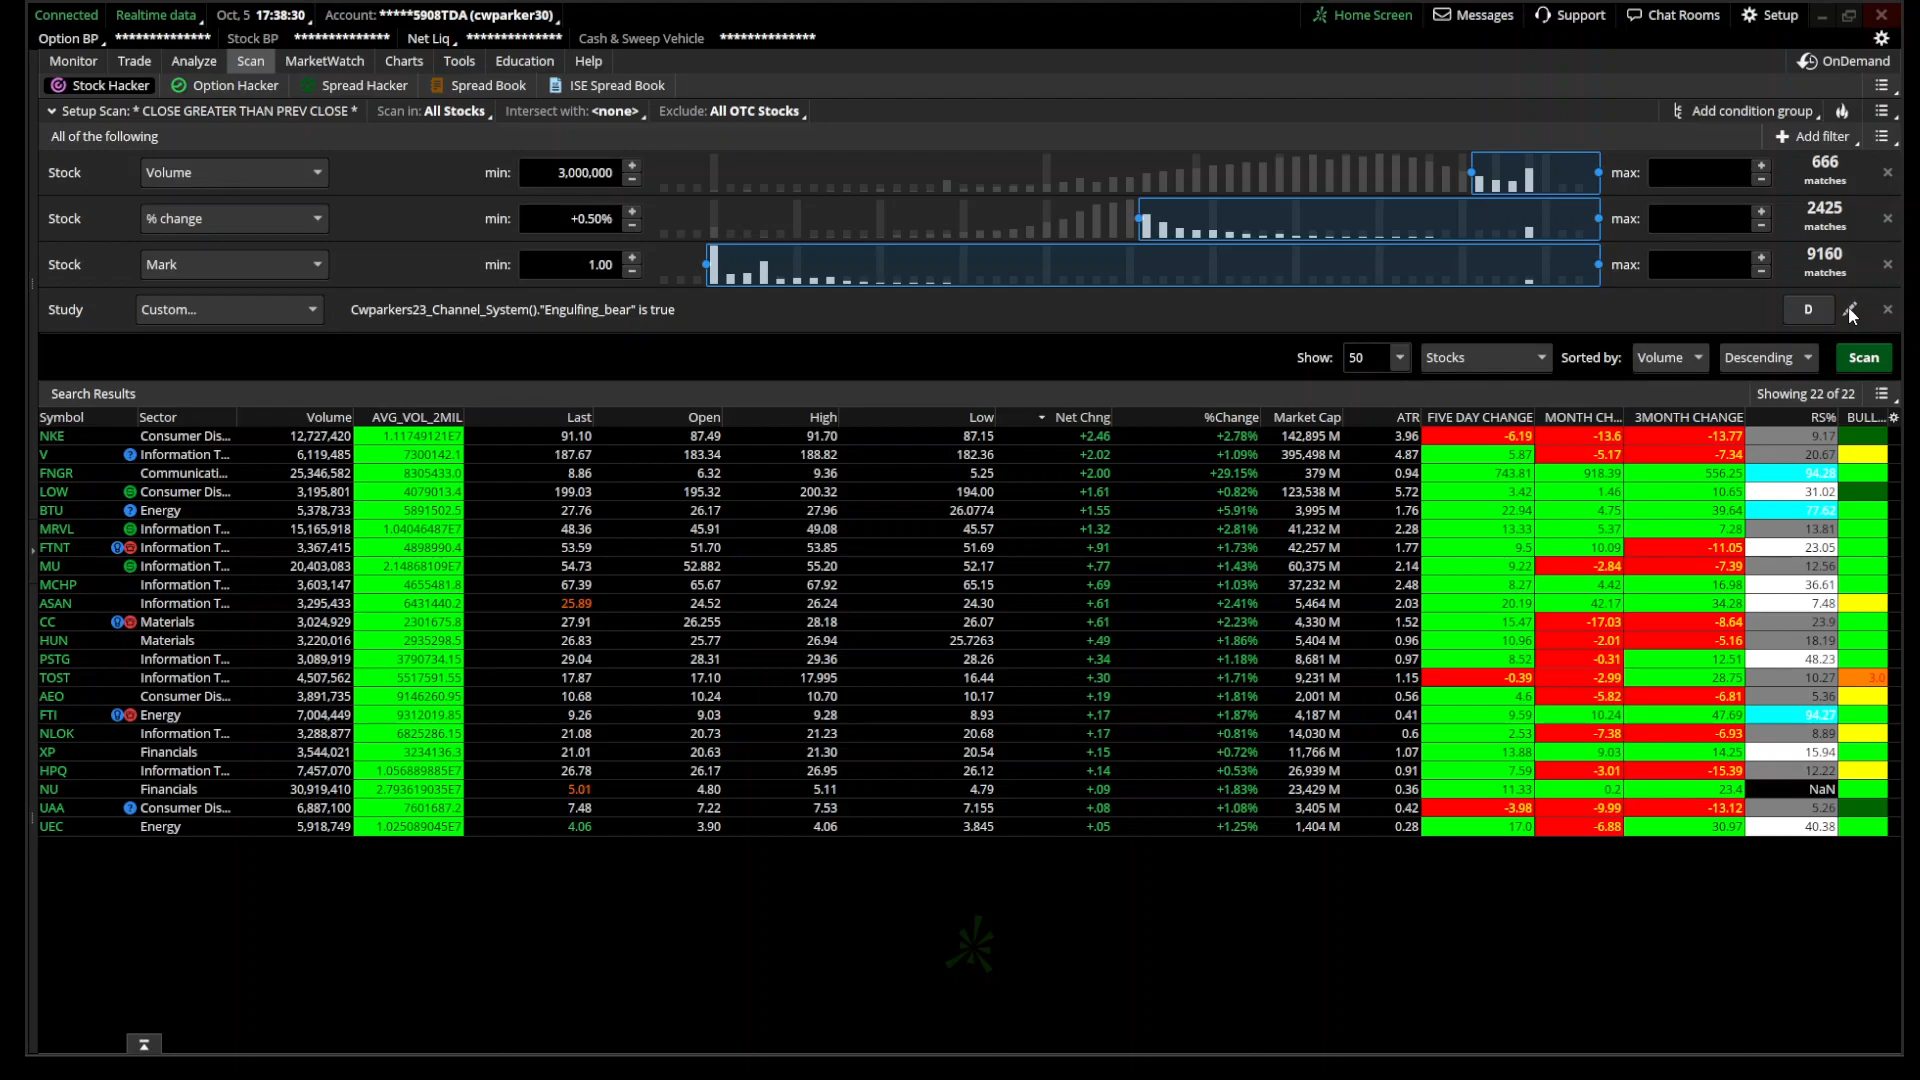 Connected Realtime data Oct, 5 17:38:30 Account: *****5908TDA (cwparker30) Home Screen Messages Support Chat Rooms Setup
Option BP ************** Stock BP ************** Net Liq ************** Cash & Sweep Vehicle **************
Monitor Trade Analyze Scan MarketWatch Charts Tools Education Help OnDemand
Stock Hacker Option Hacker Spread Hacker Spread Book ISE Spread Book
Setup Scan: * CLOSE GREATER THAN PREV CLOSE * Scan in: All Stocks Intersect with: <none> Exclude: All OTC Stocks Add condition group
All of the following + Add filter
Stock Volume min: 3,000,000 max: 666 matches
Stock % change min: +0.50% max: 2425 matches
Stock Mark min: 1.00 max: 9160 matches
Study Custom... Cwparkers23_Channel_System()."Engulfing_bear" is true D
Show: 50 Stocks Sorted by: Volume Descending Scan
Search Results Showing 22 of 22
Symbol Sector Volume AVG_VOL_2MIL Last Open High Low Net Chng %Change Market Cap ATR FIVE DAY CHANGE MONTH CH... 3MONTH CHANGE RS% BULL...
NKE Consumer Dis... 12,727,420 1.11749121E7 91.10 87.49 91.70 87.15 +2.46 +2.78% 142,895 M 3.96 -6.19 -13.6 -13.77 9.17
V Information T... 6,119,485 7300142.1 187.67 183.34 188.82 182.36 +2.02 +1.09% 395,498 M 4.87 5.87 -5.17 -7.34 20.67
FNGR Communicati... 25,346,582 8305433.0 8.86 6.32 9.36 5.25 +2.00 +29.15% 379 M 0.94 743.81 918.39 556.25 94.28
LOW Consumer Dis... 3,195,801 4079013.4 199.03 195.32 200.32 194.00 +1.61 +0.82% 123,538 M 5.72 3.42 1.46 10.65 31.02
BTU Energy 5,378,733 5891502.5 27.76 26.17 27.96 26.0774 +1.55 +5.91% 3,995 M 1.76 22.94 4.75 39.64 77.62
MRVL Information T... 15,165,918 1.04046487E7 48.36 45.91 49.08 45.57 +1.32 +2.81% 41,232 M 2.28 13.33 5.37 7.28 13.81
FTNT Information T... 3,367,415 4898990.4 53.59 51.70 53.85 51.69 +.91 +1.73% 42,257 M 1.77 9.5 10.09 -11.05 23.05
MU Information T... 20,403,083 2.14868109E7 54.73 52.882 55.20 52.17 +.77 +1.43% 60,375 M 2.14 9.22 -2.84 -7.39 12.56
MCHP Information T... 3,603,147 4655481.8 67.39 65.67 67.92 65.15 +.69 +1.03% 37,232 M 2.48 8.27 4.42 16.98 36.61
ASAN Information T... 3,295,433 6431440.2 25.89 24.52 26.24 24.30 +.61 +2.41% 5,464 M 2.03 20.19 42.17 34.28 7.48
CC Materials 3,024,929 2301675.8 27.91 26.255 28.18 26.07 +.61 +2.23% 4,330 M 1.52 15.47 -17.03 -8.64 23.9
HUN Materials 3,220,016 2935298.5 26.83 25.77 26.94 25.7263 +.49 +1.86% 5,404 M 0.96 10.96 -2.01 -5.16 18.19
PSTG Information T... 3,089,919 3790734.15 29.04 28.31 29.36 28.26 +.34 +1.18% 8,681 M 0.97 8.52 -0.31 12.51 48.23
TOST Information T... 4,507,562 5517591.55 17.87 17.10 17.995 16.44 +.30 +1.71% 9,231 M 1.15 -0.39 -2.99 28.75 10.27 3.0
AEO Consumer Dis... 3,891,735 9146260.95 10.68 10.24 10.70 10.17 +.19 +1.81% 2,001 M 0.56 4.6 -5.82 -6.81 5.36
FTI Energy 7,004,449 9312019.85 9.26 9.03 9.28 8.93 +.17 +1.87% 4,187 M 0.41 9.59 10.24 47.69 94.27
NLOK Information T... 3,288,877 6825286.15 21.08 20.73 21.23 20.68 +.17 +0.81% 14,030 M 0.6 2.53 -7.38 -6.93 8.89
XP Financials 3,544,021 3234136.3 21.01 20.63 21.30 20.54 +.15 +0.72% 11,766 M 1.07 13.88 9.03 14.25 15.94
HPQ Information T... 7,457,070 1.056889885E7 26.78 26.17 26.95 26.12 +.14 +0.53% 26,939 M 0.91 7.59 -3.01 -15.39 12.22
NU Financials 30,919,410 2.793619035E7 5.01 4.80 5.11 4.79 +.09 +1.83% 23,429 M 0.36 11.33 0.2 23.4 NaN
UAA Consumer Dis... 6,887,100 7601687.2 7.48 7.22 7.53 7.155 +.08 +1.08% 3,405 M 0.42 -3.98 -9.99 -13.12 5.26
UEC Energy 5,918,749 1.025089045E7 4.06 3.90 4.06 3.845 +.05 +1.25% 1,404 M 0.28 17.0 -6.88 30.97 40.38